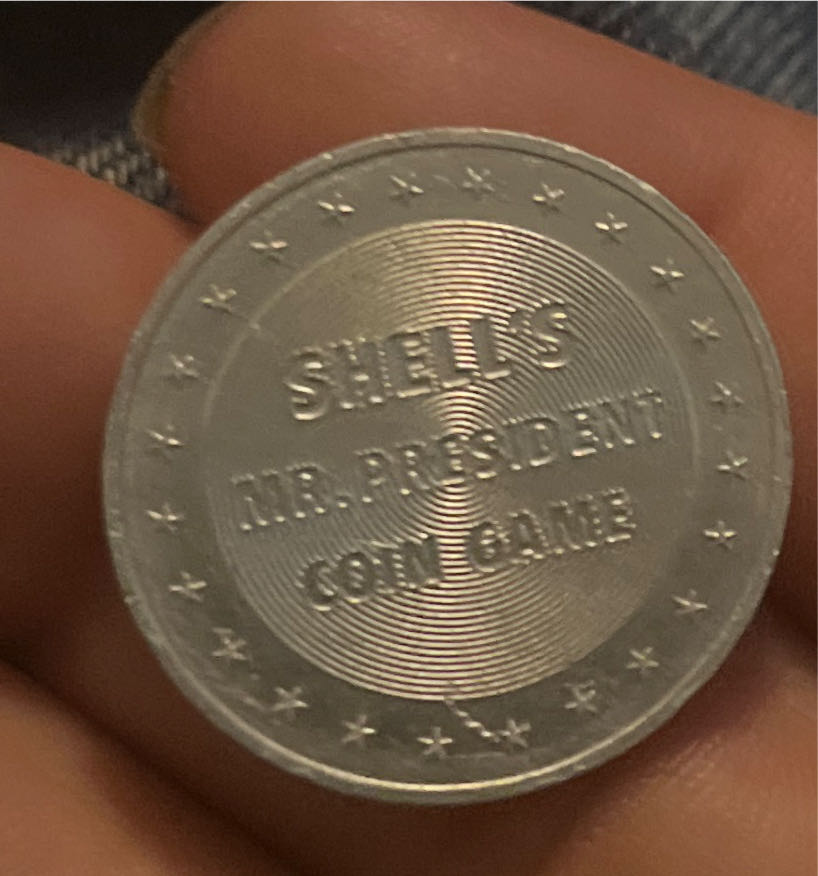 SHELL'S
MR. PRESIDENT
COIN GAME